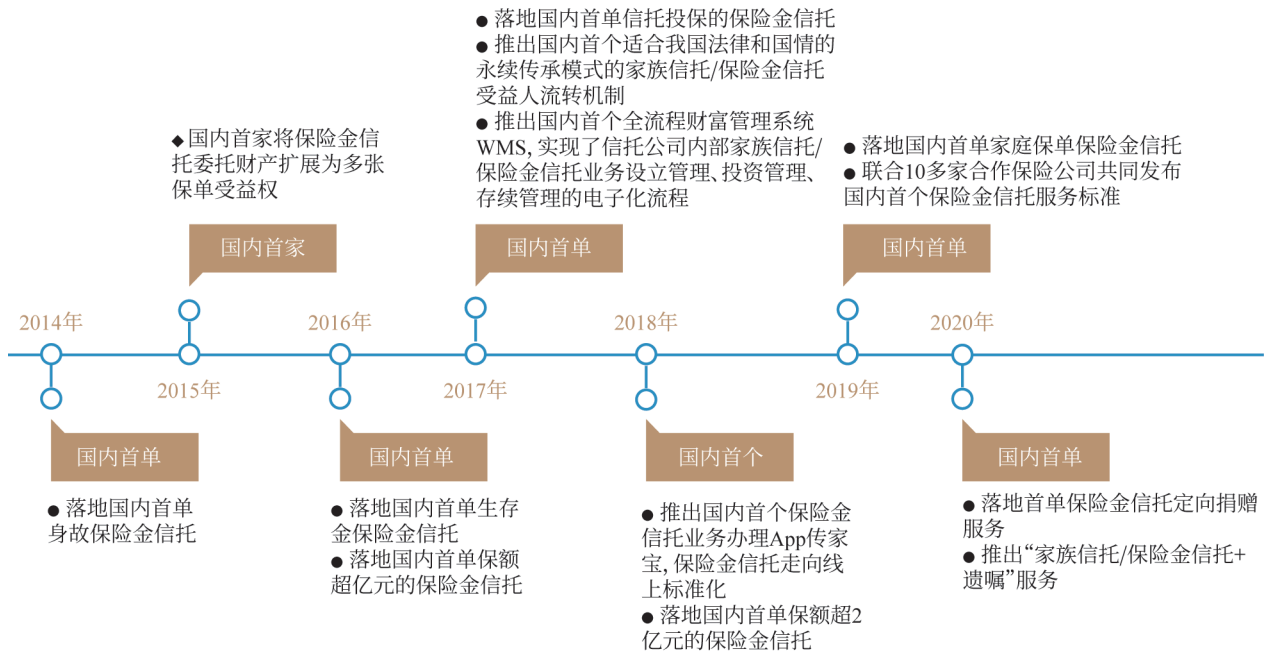 ● 落地国内首单信托投保的保险金信托
● 推出国内首个适合我国法律和国情的
永续传承模式的家族信托/保险金信托
受益人流转机制
● 推出国内首个全流程财富管理系统
WMS, 实现了信托公司内部家族信托/
保险金信托业务设立管理、投资管理、
存续管理的电子化流程
◆ 国内首家将保险金信
托委托财产扩展为多张
保单受益权
● 落地国内首单家庭保单保险金信托
● 联合10多家合作保险公司共同发布
国内首个保险金信托服务标准
国内首家
国内首单
国内首单
2014年
2016年
2018年
2020年
2015年
2017年
2019年
国内首单
国内首单
国内首个
国内首单
● 落地国内首单
身故保险金信托
● 落地国内首单生存
金保险金信托
● 落地国内首单保额
超亿元的保险金信托
● 推出国内首个保险金
信托业务办理App传家
宝, 保险金信托走向线
上标准化
● 落地国内首单保额超2
亿元的保险金信托
● 落地首单保险金信托定向捐赠
服务
● 推出“家族信托/保险金信托+
遗嘱”服务